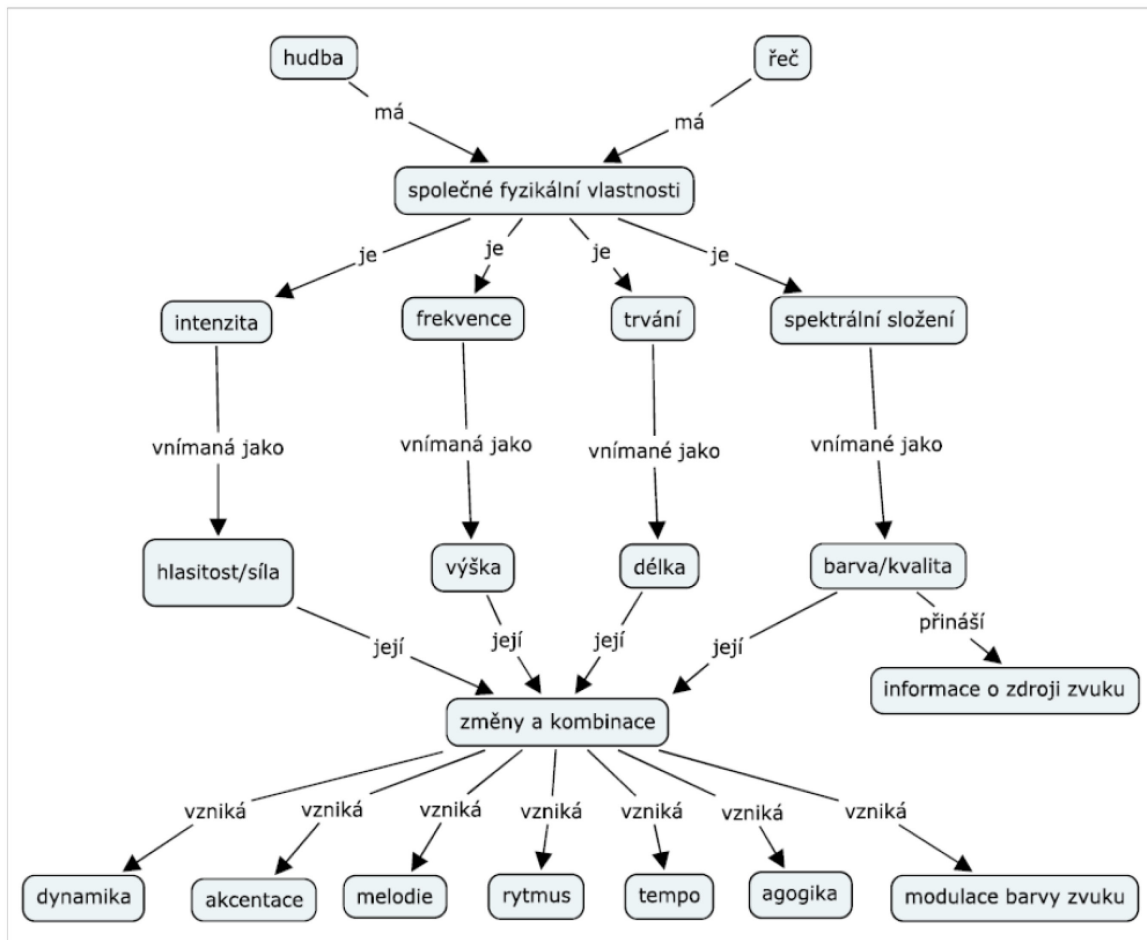 hudba
řeč
má
má
společné fyzikální vlastnosti
je
je
je
je
intenzita
frekvence
trvání
spektrální složení
vnímaná jako
vnímaná jako
vnímané jako
vnímané jako
hlasitost/síla
výška
délka
barva/kvalita
přináší
její
její
její
její
informace o zdroji zvuku
změny a kombinace
vzniká
vzniká
vzniká
vzniká
vzniká
vzniká
vzniká
dynamika
akcentace
melodie
rytmus
tempo
agogika
modulace barvy zvuku